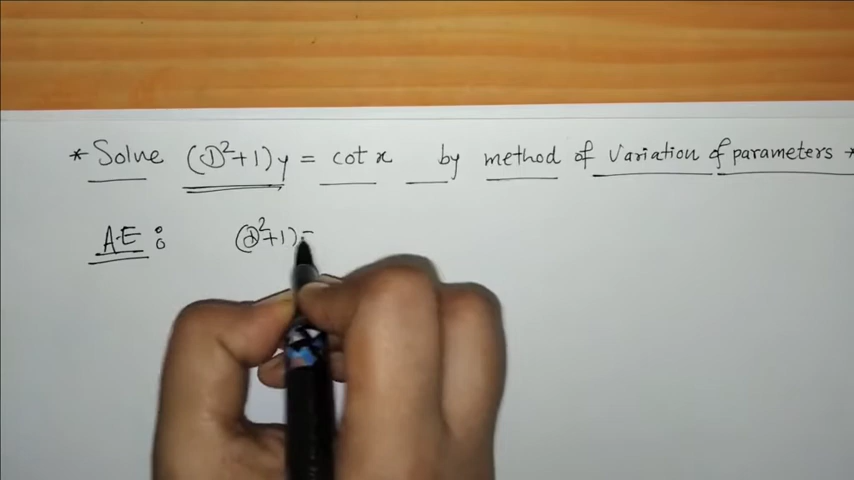 * Solve (D²+1)y = cot x by method of Variation of parameters *
A·E : (D²+1)=